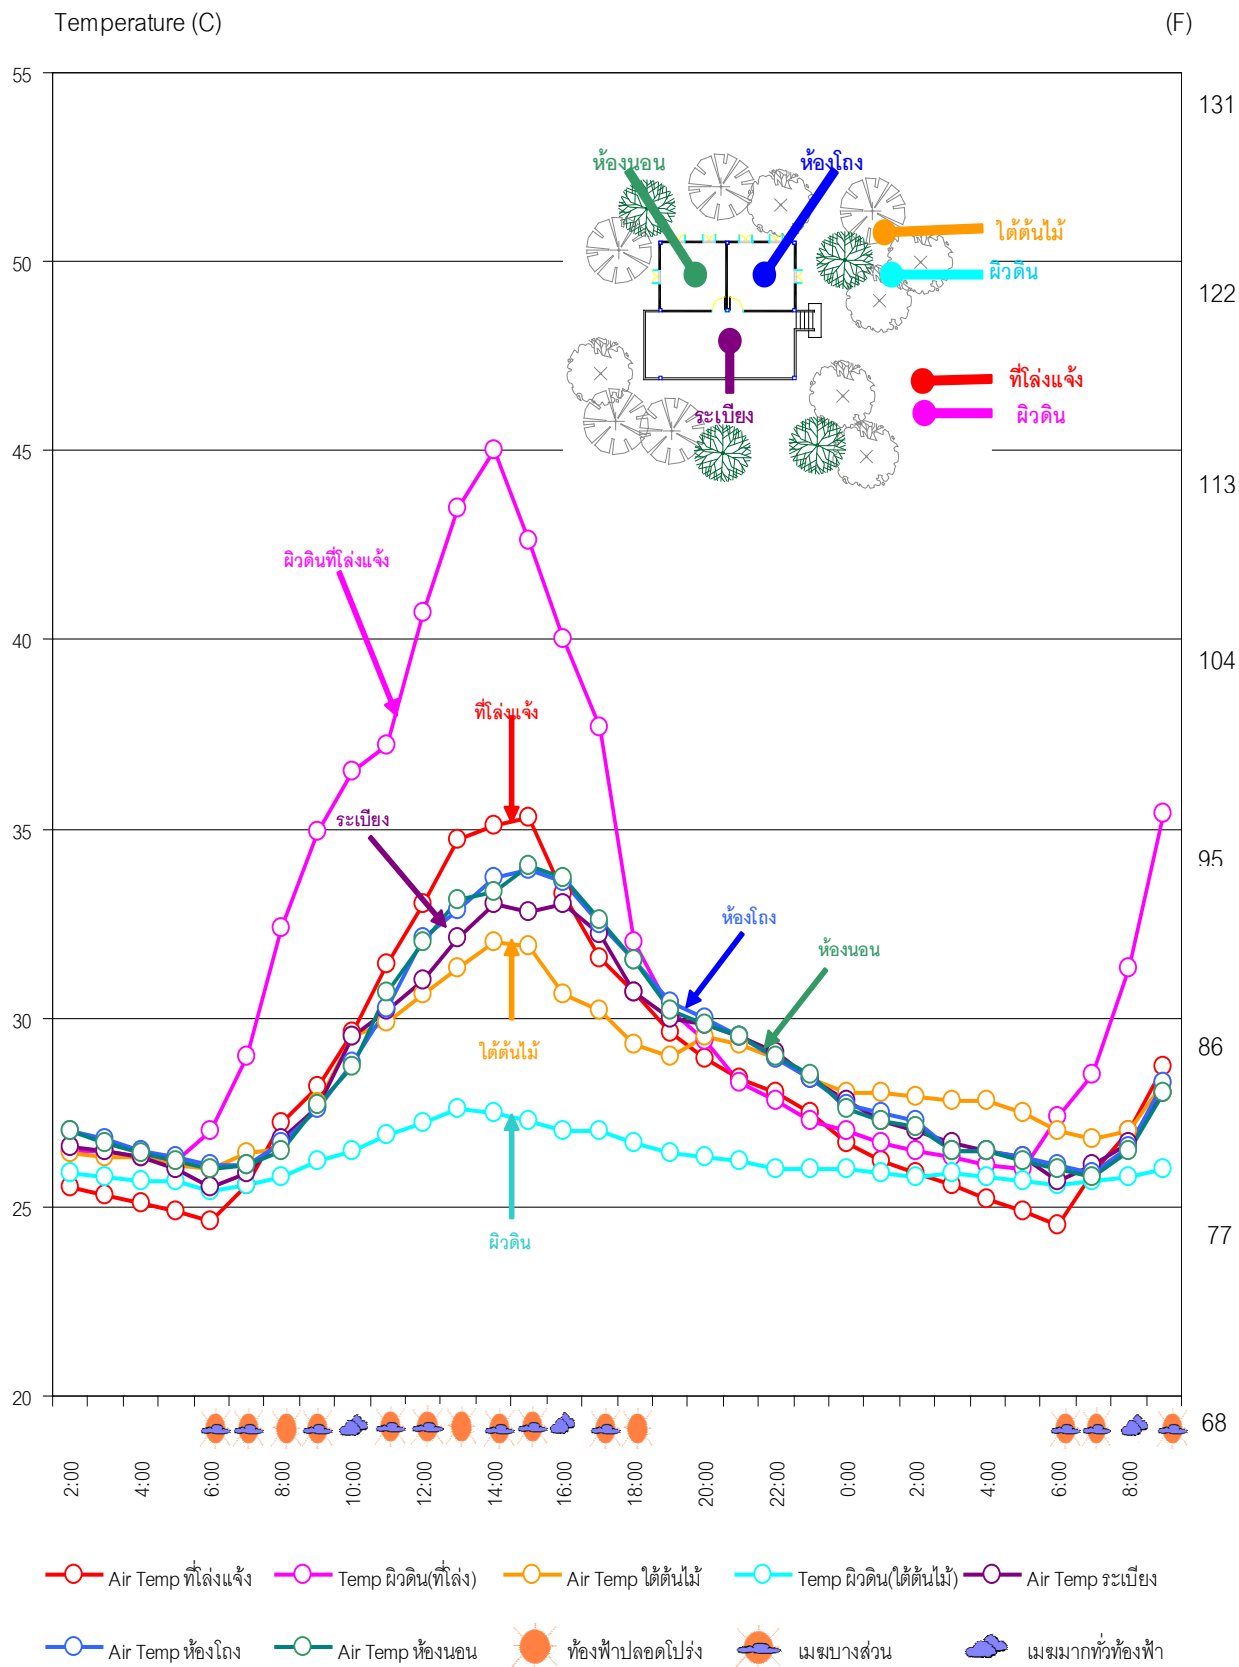 Temperature (C) (F)
55
131
ห้องนอน ห้องโถง
ใต้ต้นไม้
50
ผิวดิน
122
ที่โล่งแจ้ง
ผิวดิน
ระเบียง
45
113
ผิวดินที่โล่งแจ้ง
40
104
ที่โล่งแจ้ง
ระเบียง
35
95
ห้องโถง
ห้องนอน
30
86
ใต้ต้นไม้
25
77
ผิวดิน
20
68
2:00 4:00 6:00 8:00 10:00 12:00 14:00 16:00 18:00 20:00 22:00 0:00 2:00 4:00 8:00
Air Temp ที่โล่งแจ้ง Temp ผิวดิน(ที่โล่ง) Air Temp ใต้ต้นไม้ Temp ผิวดิน(ใต้ต้นไม้) Air Temp ระเบียง
Air Temp ห้องโถง Air Temp ห้องนอน ท้องฟ้าปลอดโปร่ง เมฆบางส่วน เมฆมากทั่วท้องฟ้า